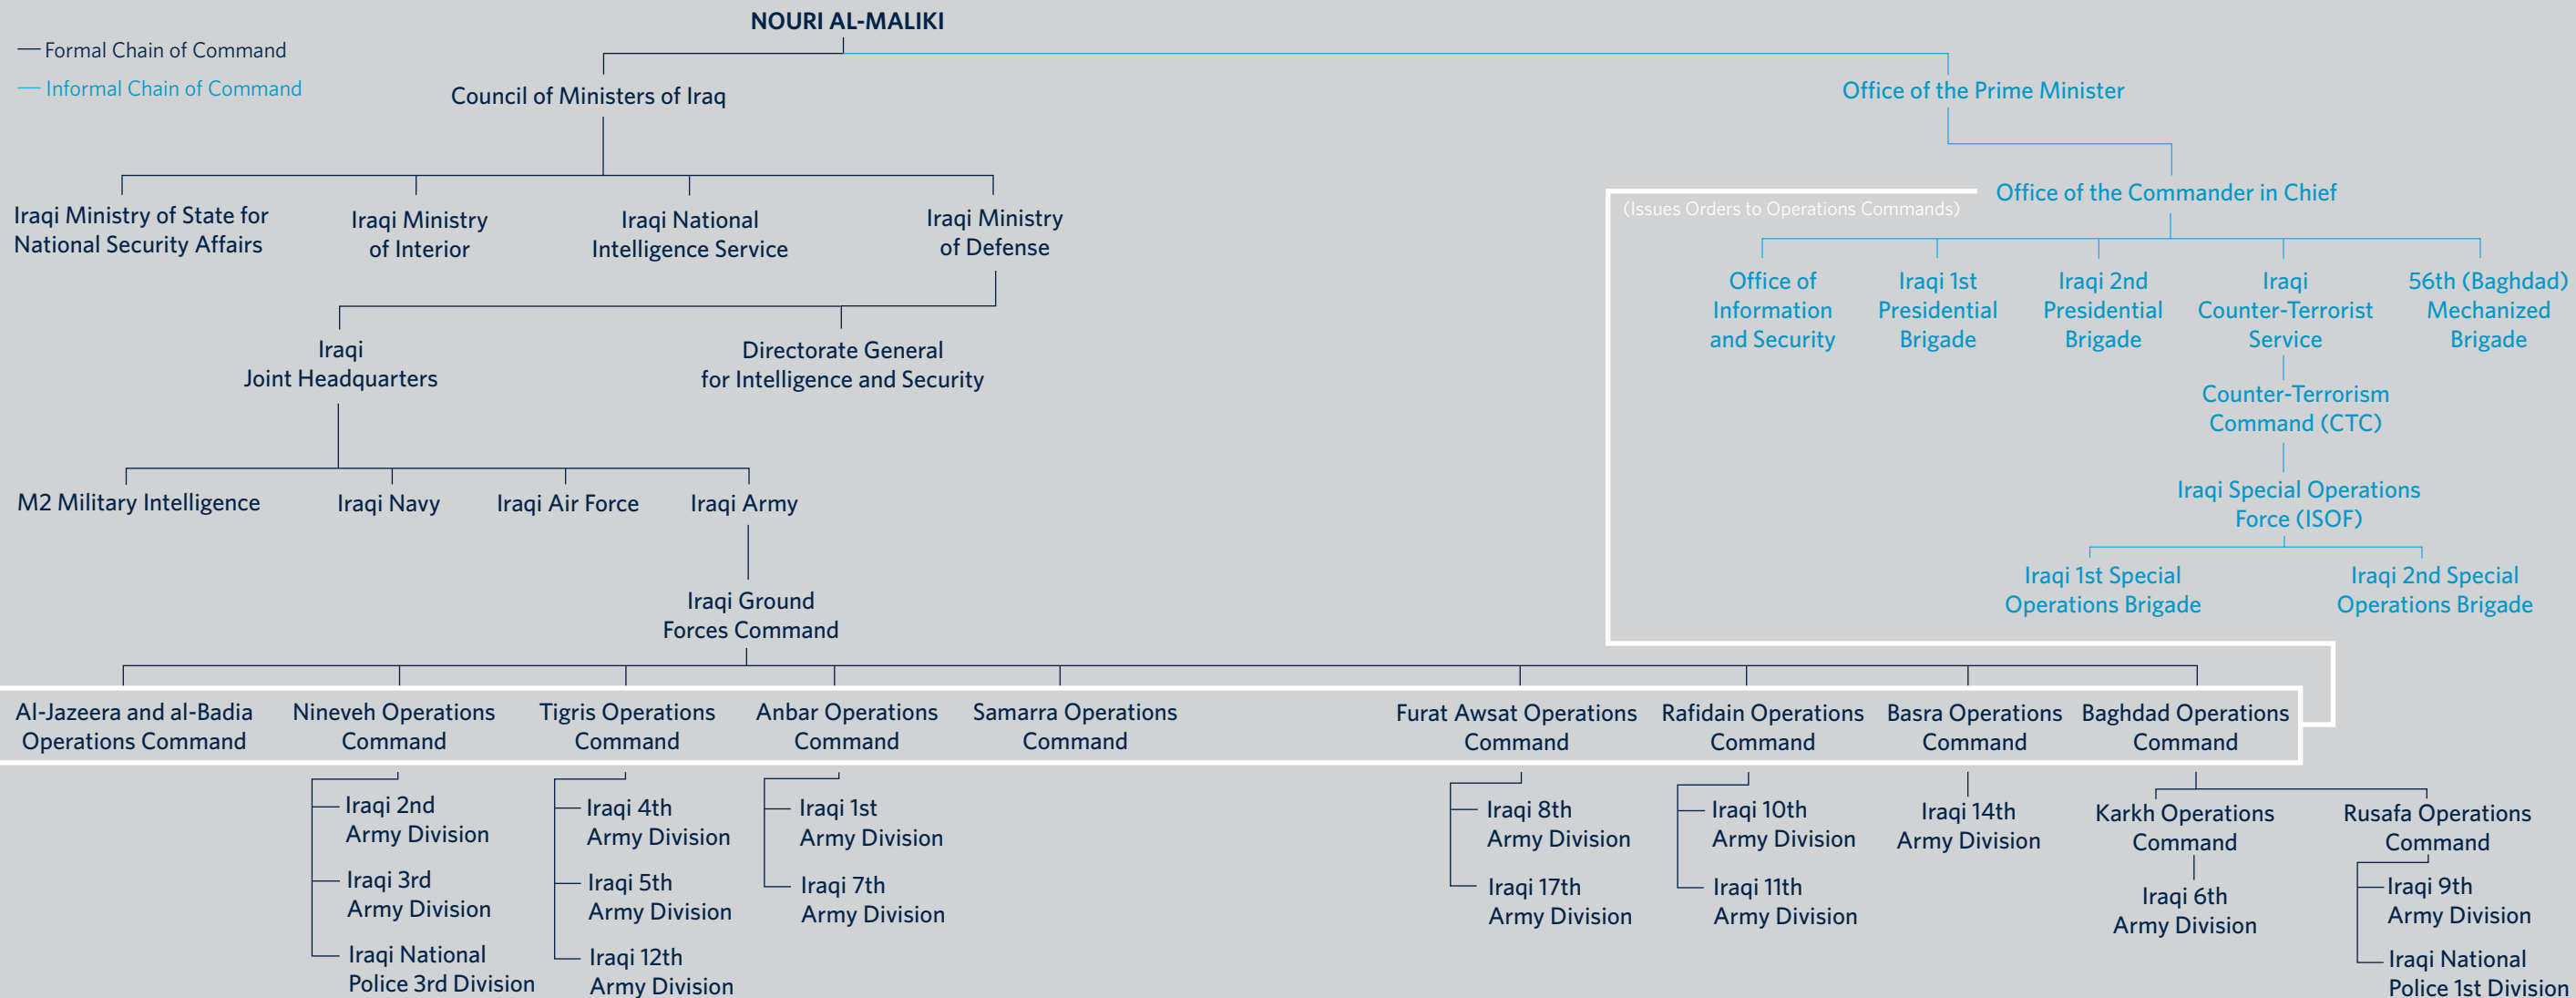 NOURI AL-MALIKI
Formal Chain of Command
Informal Chain of Command
Council of Ministers of Iraq
Office of the Prime Minister
Iraqi Ministry of State for
National Security Affairs
Iraqi Ministry
of Interior
Iraqi National
Intelligence Service
Iraqi Ministry
of Defense
Office of the Commander in Chief
(Issues Orders to Operations Commands)
Office of
Information
and Security
Iraqi 1st
Presidential
Brigade
Iraqi 2nd
Presidential
Brigade
Iraqi
Counter-Terrorist
Service
56th (Baghdad)
Mechanized
Brigade
Iraqi
Joint Headquarters
Directorate General
for Intelligence and Security
Counter-Terrorism
Command (CTC)
M2 Military Intelligence
Iraqi Navy
Iraqi Air Force
Iraqi Army
Iraqi Special Operations
Force (ISOF)
Iraqi 1st Special
Operations Brigade
Iraqi 2nd Special
Operations Brigade
Iraqi Ground
Forces Command
Al-Jazeera and al-Badia
Operations Command
Nineveh Operations
Command
Tigris Operations
Command
Anbar Operations
Command
Samarra Operations
Command
Furat Awsat Operations
Command
Rafidain Operations
Command
Basra Operations
Command
Baghdad Operations
Command
Iraqi 2nd
Army Division
Iraqi 3rd
Army Division
Iraqi National
Police 3rd Division
Iraqi 4th
Army Division
Iraqi 5th
Army Division
Iraqi 12th
Army Division
Iraqi 1st
Army Division
Iraqi 7th
Army Division
Iraqi 8th
Army Division
Iraqi 17th
Army Division
Iraqi 10th
Army Division
Iraqi 11th
Army Division
Iraqi 14th
Army Division
Karkh Operations
Command
Iraqi 6th
Army Division
Rusafa Operations
Command
Iraqi 9th
Army Division
Iraqi National
Police 1st Division